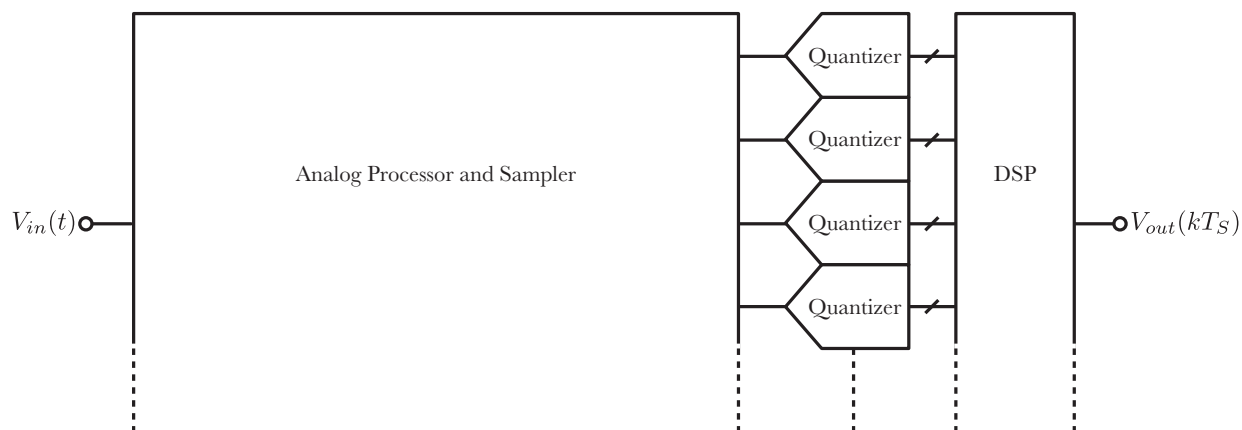 Quantizer
Quantizer
Analog Processor and Sampler
DSP
V_{in}(t)
Quantizer
V_{out}(kT_S)
Quantizer